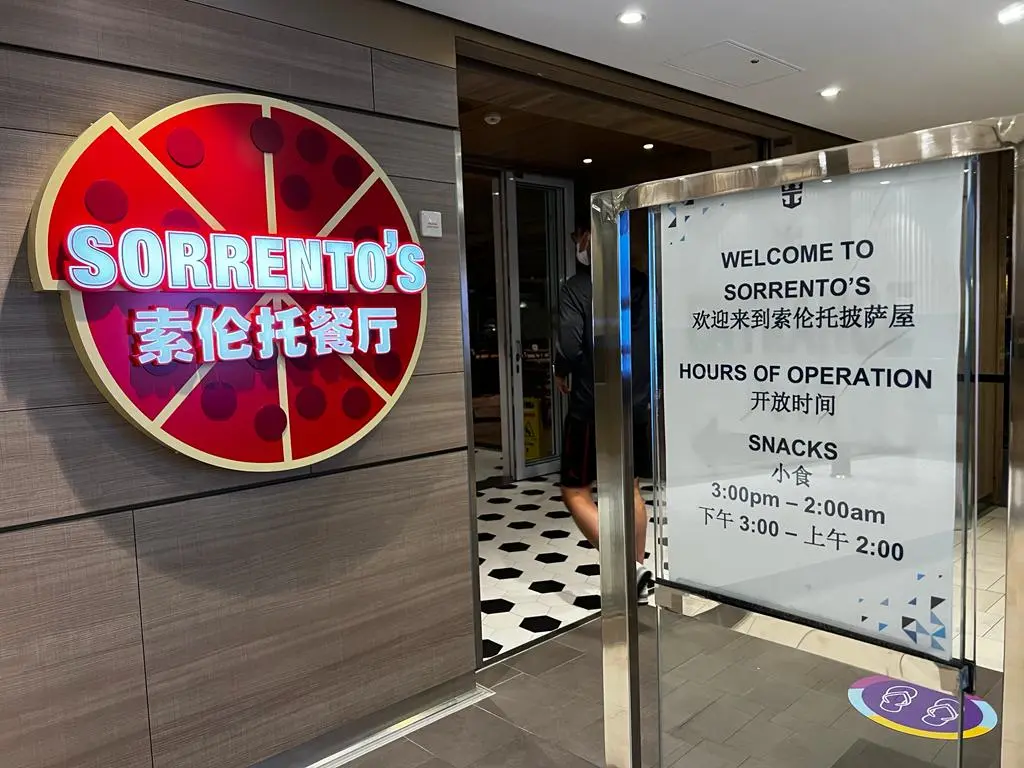 SORRENTO'S
索伦托餐厅
WELCOME TO
SORRENTO'S
欢迎来到索伦托披萨屋
HOURS OF OPERATION
开放时间
SNACKS
小食
3:00pm – 2:00am
下午 3:00 – 上午 2:00